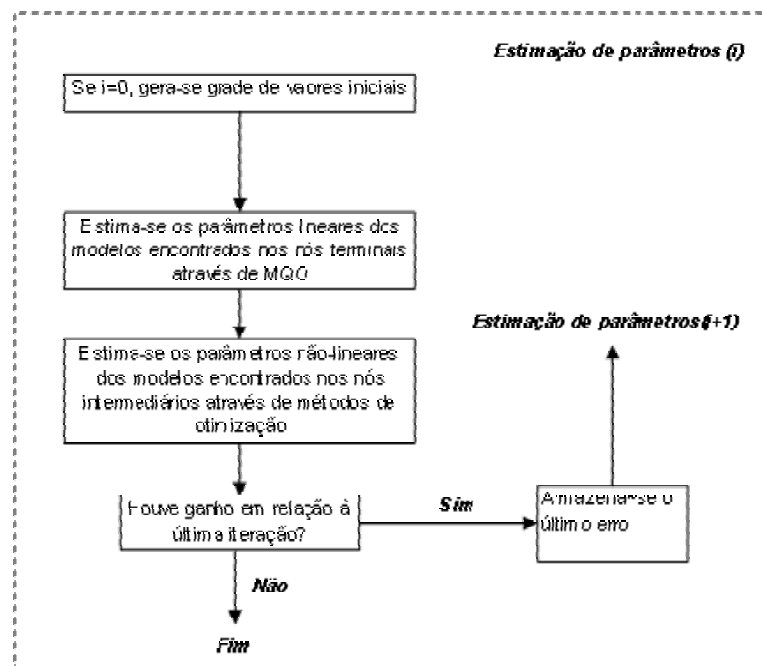 Estimação de parâmetros (i)
Se i=0, gera-se grade de vaores iniciais
Estima-se os parâmetros lineares dos
modelos encontrados nos nós terminais
através de MQO
Estimação de parâmetros(i+1)
Estima-se os parâmetros não-lineares
dos modelos encontrados nos nós
intermediários através de métodos de
otimização
Houve ganho em relação à
última iteração?
Sim
Armazena-se o
último erro
Não
Fim